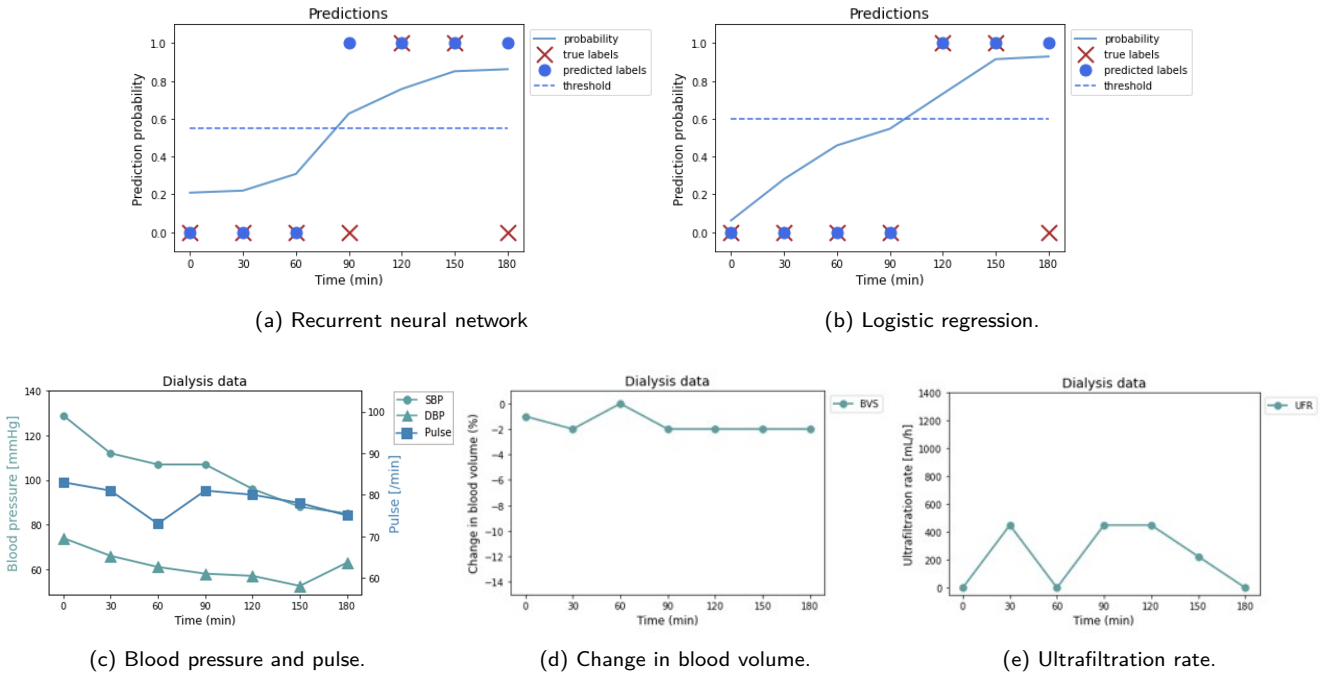 Predictions
Prediction probability
1.0
0.8
0.6
0.4
0.2
0.0
0 30 60 90 120 150 180
Time (min)
probability
true labels
predicted labels
threshold
(a) Recurrent neural network
Predictions
Prediction probability
1.0
0.8
0.6
0.4
0.2
0.0
0 30 60 90 120 150 180
Time (min)
probability
true labels
predicted labels
threshold
(b) Logistic regression.
Dialysis data
Blood pressure [mmHg]
140
120
100
80
60
0 30 60 90 120 150 180
Time (min)
100
90
80
70
60
Pulse [/min]
SBP
DBP
Pulse
(c) Blood pressure and pulse.
Dialysis data
Change in blood volume (%)
0
−2
−4
−6
−8
−10
−12
−14
0 30 60 90 120 150 180
Time (min)
BVS
(d) Change in blood volume.
Dialysis data
Ultrafiltration rate [mL/h]
1400
1200
1000
800
600
400
200
0
0 30 60 90 120 150 180
Time (min)
UFR
(e) Ultrafiltration rate.